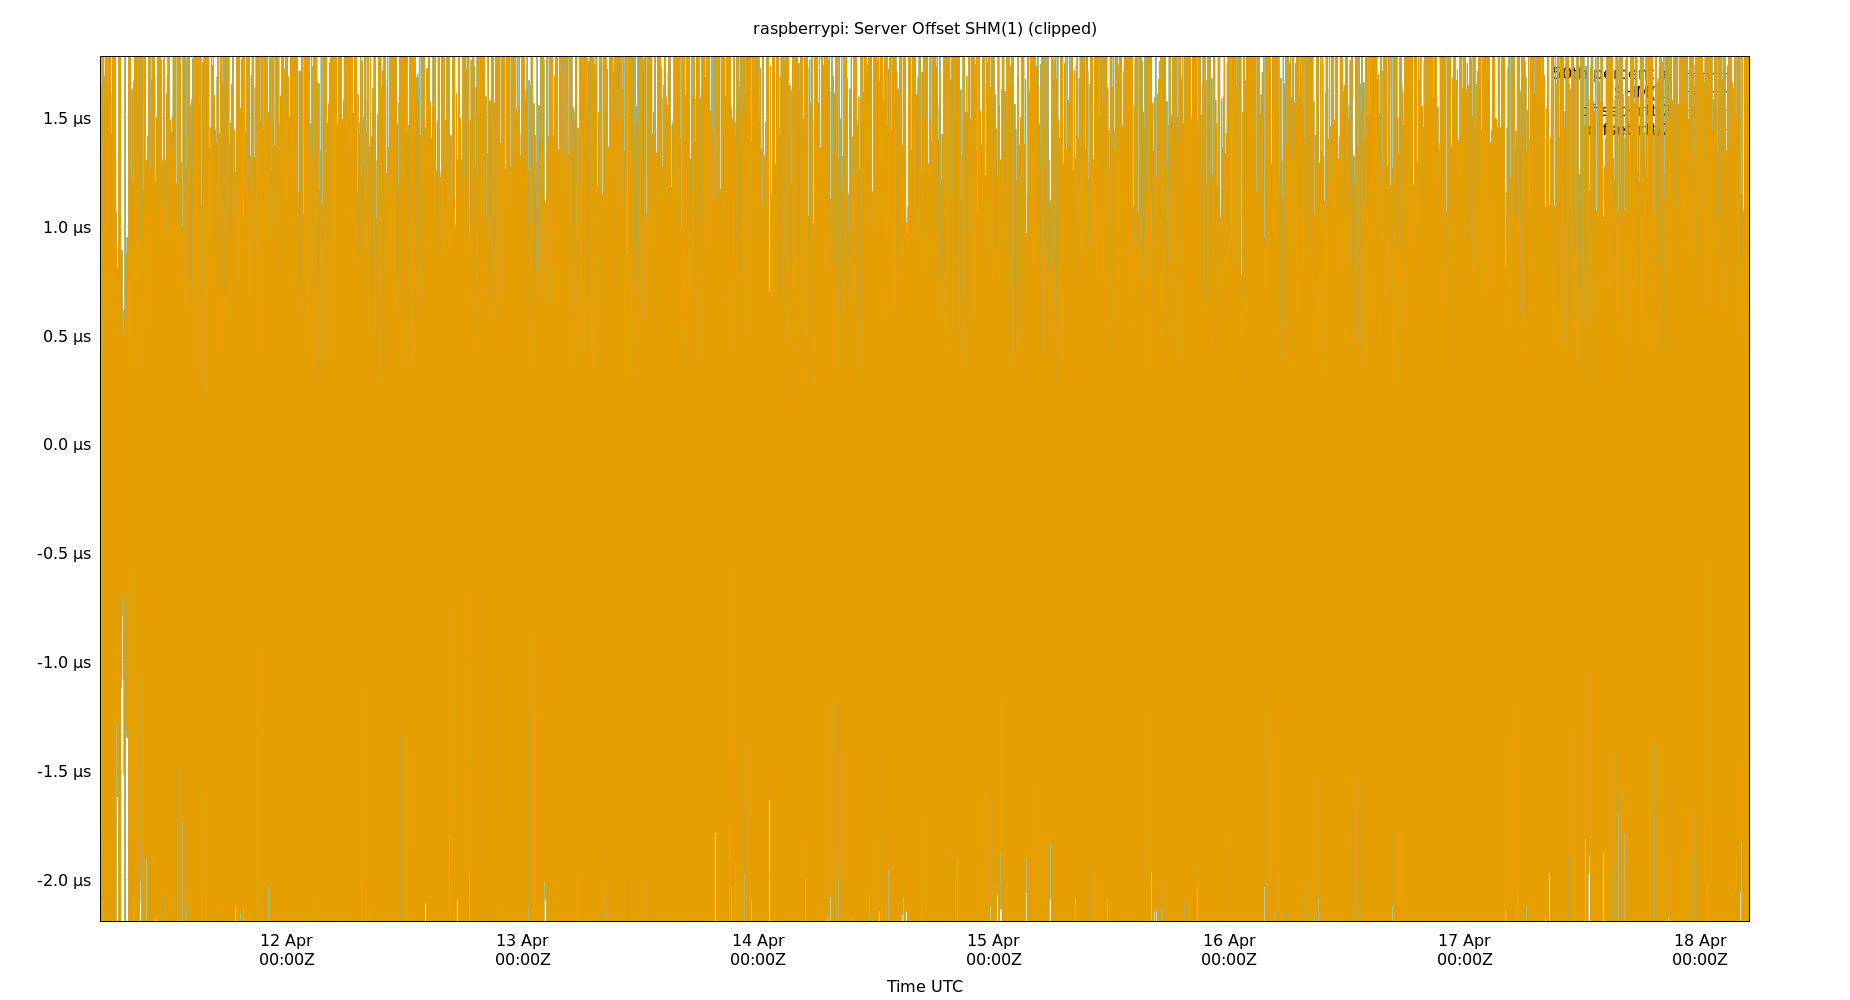 raspberrypi: Server Offset SHM(1) (clipped)
1.5 µs
1.0 µs
0.5 µs
0.0 µs
-0.5 µs
-1.0 µs
-1.5 µs
-2.0 µs
12 Apr 13 Apr 14 Apr 15 Apr 16 Apr 17 Apr 18 Apr
00:00Z 00:00Z 00:00Z 00:00Z 00:00Z 00:00Z 00:00Z
Time UTC